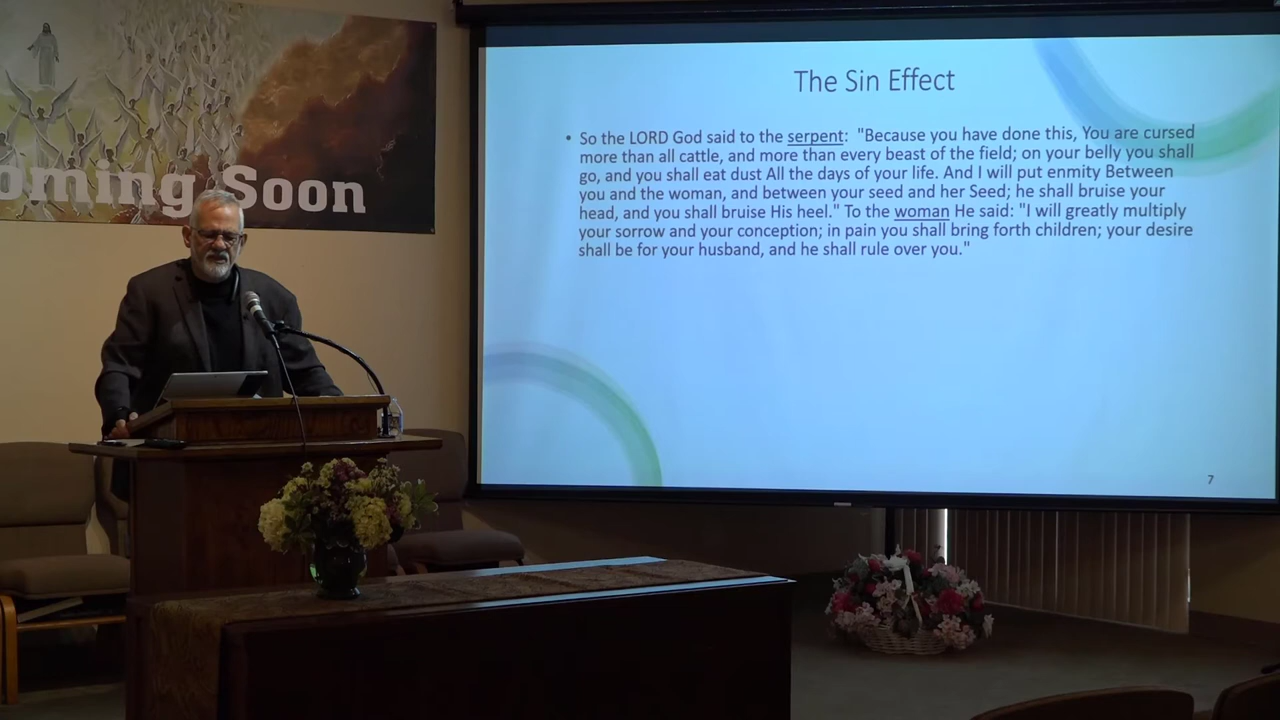 oming Soon
The Sin Effect
• So the LORD God said to the serpent: "Because you have done this, You are cursed
more than all cattle, and more than every beast of the field; on your belly you shall
go, and you shall eat dust All the days of your life. And I will put enmity Between
you and the woman, and between your seed and her Seed; he shall bruise your
head, and you shall bruise His heel." To the woman He said: "I will greatly multiply
your sorrow and your conception; in pain you shall bring forth children; your desire
shall be for your husband, and he shall rule over you."
7